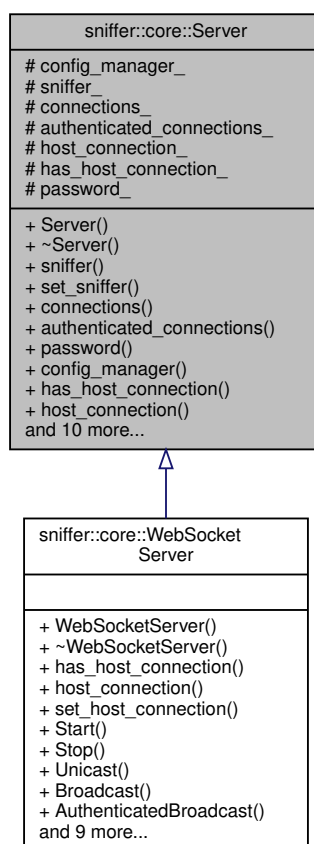 sniffer::core::Server
# config_manager_
# sniffer_
# connections_
# authenticated_connections_
# host_connection_
# has_host_connection_
# password_
+ Server()
+ ~Server()
+ sniffer()
+ set_sniffer()
+ connections()
+ authenticated_connections()
+ password()
+ config_manager()
+ has_host_connection()
+ host_connection()
and 10 more...
sniffer::core::WebSocket
Server
+ WebSocketServer()
+ ~WebSocketServer()
+ has_host_connection()
+ host_connection()
+ set_host_connection()
+ Start()
+ Stop()
+ Unicast()
+ Broadcast()
+ AuthenticatedBroadcast()
and 9 more...